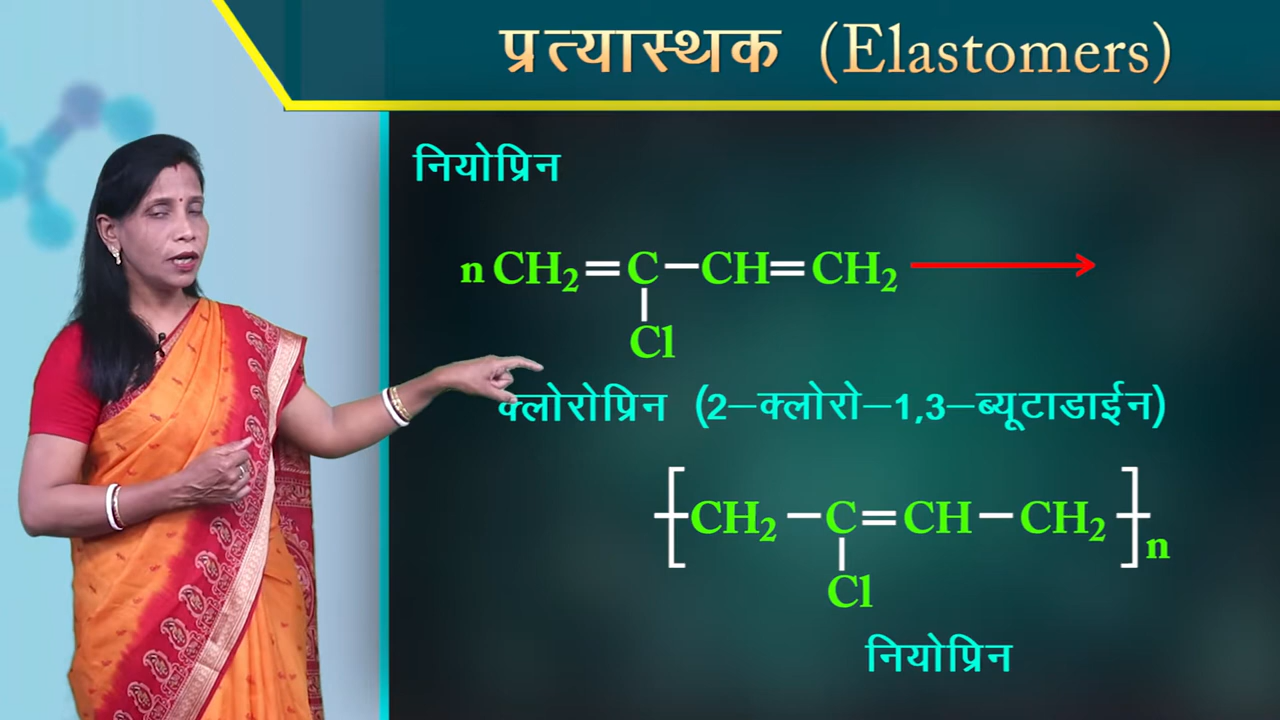 प्रत्यास्थक (Elastomers)
नियोप्रिन
n CH₂=C–CH=CH₂ →
Cl
क्लोरोप्रिन (2–क्लोरो–1,3–ब्यूटाडाईन)
[CH₂–C=CH–CH₂]n
Cl
नियोप्रिन